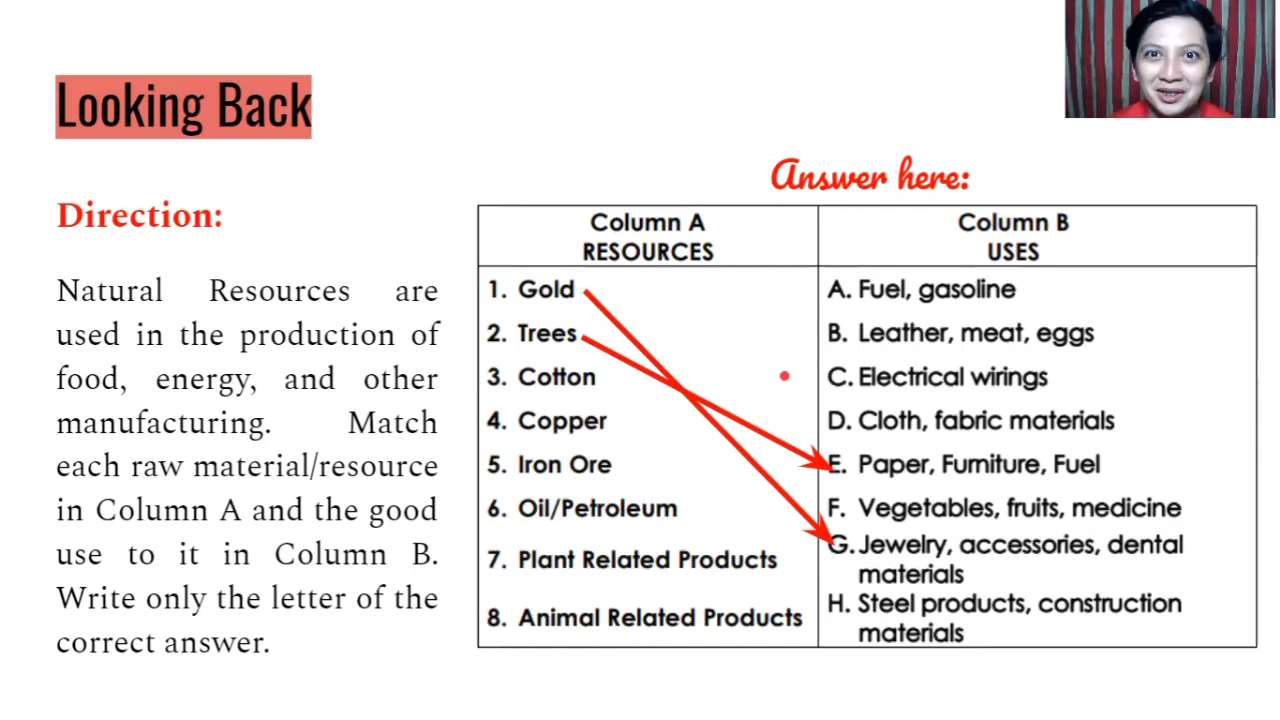 Looking Back
Answer here:
Direction:
Natural Resources are
used in the production of
food, energy, and other
manufacturing. Match
each raw material/resource
in Column A and the good
use to it in Column B.
Write only the letter of the
correct answer.
Column A
RESOURCES
1. Gold
2. Trees
3. Cotton
4. Copper
5. Iron Ore
6. Oil/Petroleum
7. Plant Related Products
8. Animal Related Products
Column B
USES
A. Fuel, gasoline
B. Leather, meat, eggs
C. Electrical wirings
D. Cloth, fabric materials
E. Paper, Furniture, Fuel
F. Vegetables, fruits, medicine
G. Jewelry, accessories, dental
materials
H. Steel products, construction
materials